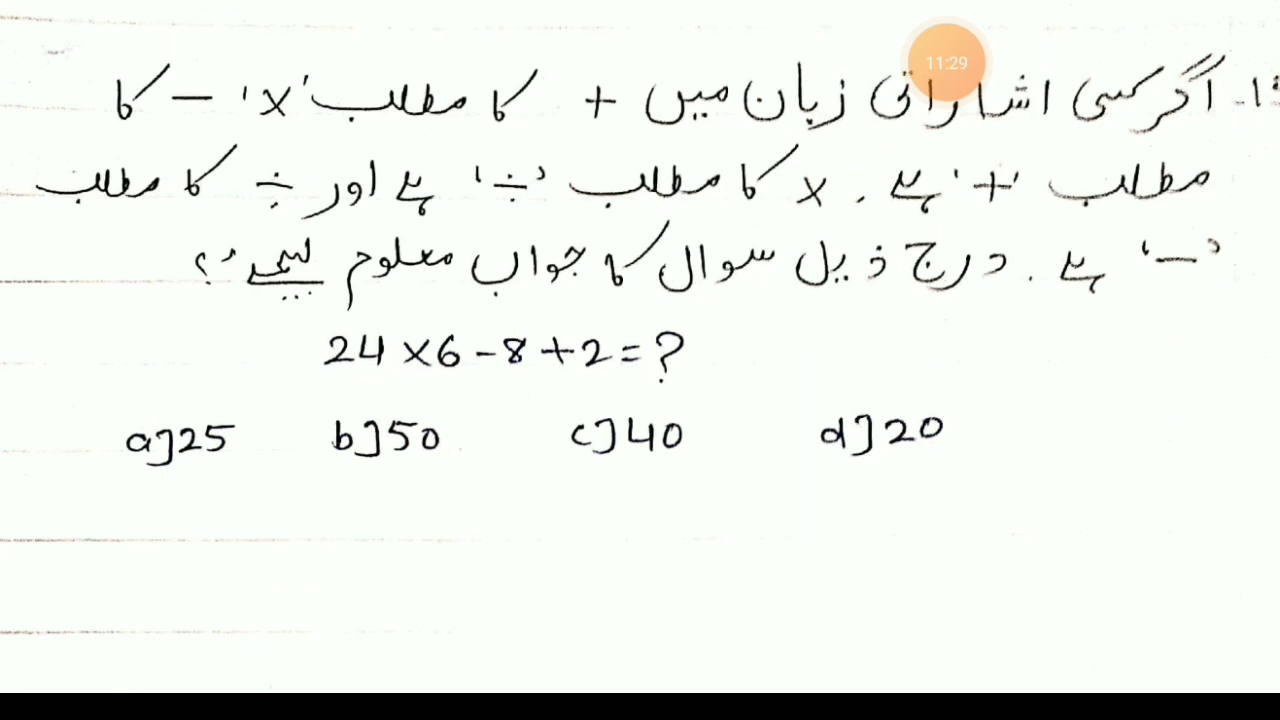 11:29
1۔ اگر کسی اشاراتی زبان میں + کا مطلب 'x' – کا
مطلب '+' ہے۔ x کا مطلب '÷' ہے اور ÷ کا مطلب
'–' ہے۔ درج ذیل سوال کا جواب معلوم کیجیے؟
24 × 6 - 8 + 2 = ?
a] 25 b] 50 c] 40 d] 20